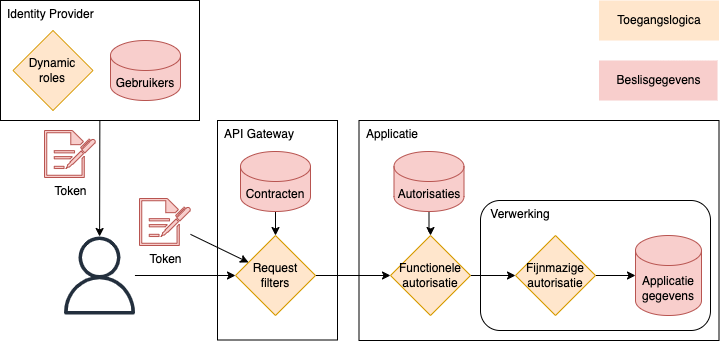 Identity Provider
Dynamic
roles
Gebruikers
Toegangslogica
Beslisgegevens
Token
API Gateway
Contracten
Token
Request
filters
Applicatie
Autorisaties
Functionele
autorisatie
Verwerking
Fijnmazige
autorisatie
Applicatie
gegevens